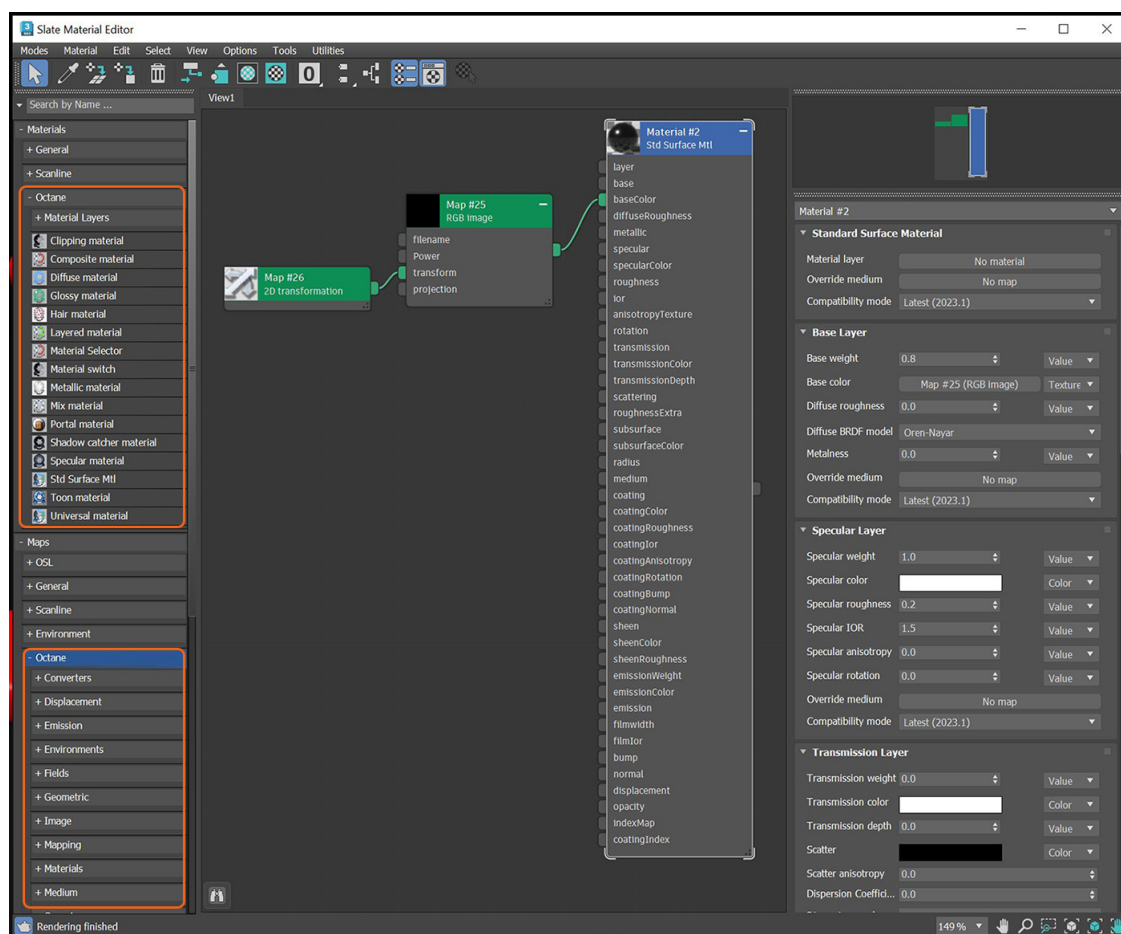 3
Slate Material Editor
Modes Material Edit Select View Options Tools Utilities
0
Search by Name ...
- Materials
+ General
+ Scanline
- Octane
+ Material Layers
Clipping material
Composite material
Diffuse material
Glossy material
Hair material
Layered material
Material Selector
Material switch
Metallic material
Mix material
Portal material
Shadow catcher material
Specular material
Std Surface Mtl
Toon material
Universal material
- Maps
+ OSL
+ General
+ Scanline
+ Environment
- Octane
+ Converters
+ Displacement
+ Emission
+ Environments
+ Fields
+ Geometric
+ Image
+ Mapping
+ Materials
+ Medium
View1
Map #26
2D transformation
Map #25
RGB image
filename
Power
transform
projection
Material #2
Std Surface Mtl
layer
base
baseColor
diffuseRoughness
metallic
specular
specularColor
roughness
ior
anisotropyTexture
rotation
transmission
transmissionColor
transmissionDepth
scattering
roughnessExtra
subsurface
subsurfaceColor
radius
medium
coating
coatingColor
coatingRoughness
coatingIor
coatingAnisotropy
coatingRotation
coatingBump
coatingNormal
sheen
sheenColor
sheenRoughness
emissionWeight
emissionColor
emission
filmwidth
filmIor
bump
normal
displacement
opacity
indexMap
coatingIndex
Material #2
Standard Surface Material
Material layer No material
Override medium No map
Compatibility mode Latest (2023.1)
Base Layer
Base weight 0.8 Value
Base color Map #25 (RGB image) Texture
Diffuse roughness 0.0 Value
Diffuse BRDF model Oren-Nayar
Metalness 0.0 Value
Override medium No map
Compatibility mode Latest (2023.1)
Specular Layer
Specular weight 1.0 Value
Specular color Color
Specular roughness 0.2 Value
Specular IOR 1.5 Value
Specular anisotropy 0.0 Value
Specular rotation 0.0 Value
Override medium No map
Compatibility mode Latest (2023.1)
Transmission Layer
Transmission weight 0.0 Value
Transmission color Color
Transmission depth 0.0 Value
Scatter Color
Scatter anisotropy 0.0
Dispersion Coeffici... 0.0
Rendering finished
149%